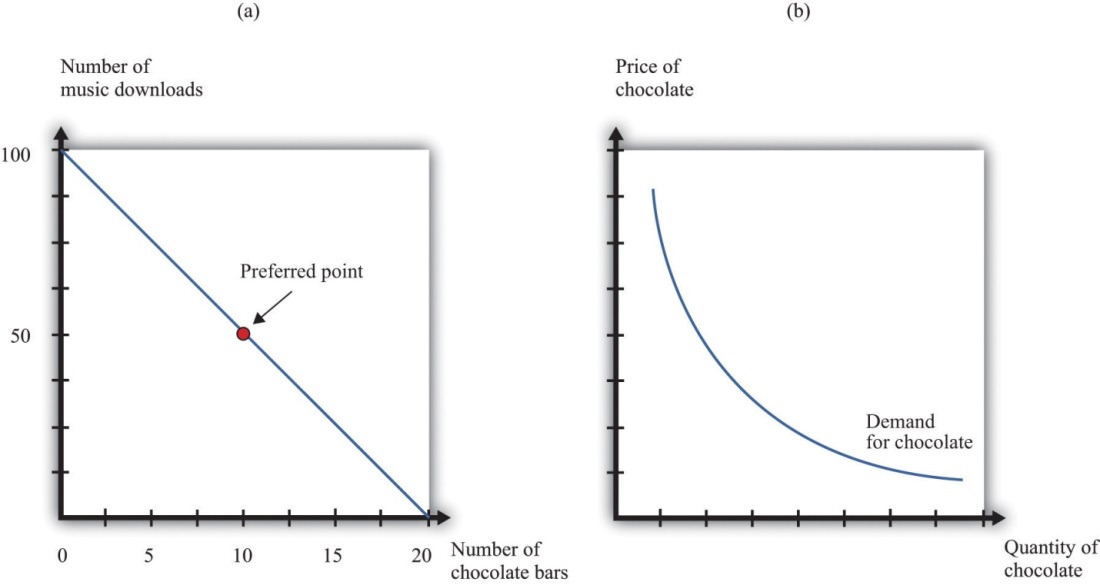 (a)
Number of
music downloads
100
50
Preferred point
0 5 10 15 20
Number of
chocolate bars
(b)
Price of
chocolate
Demand
for chocolate
Quantity of
chocolate